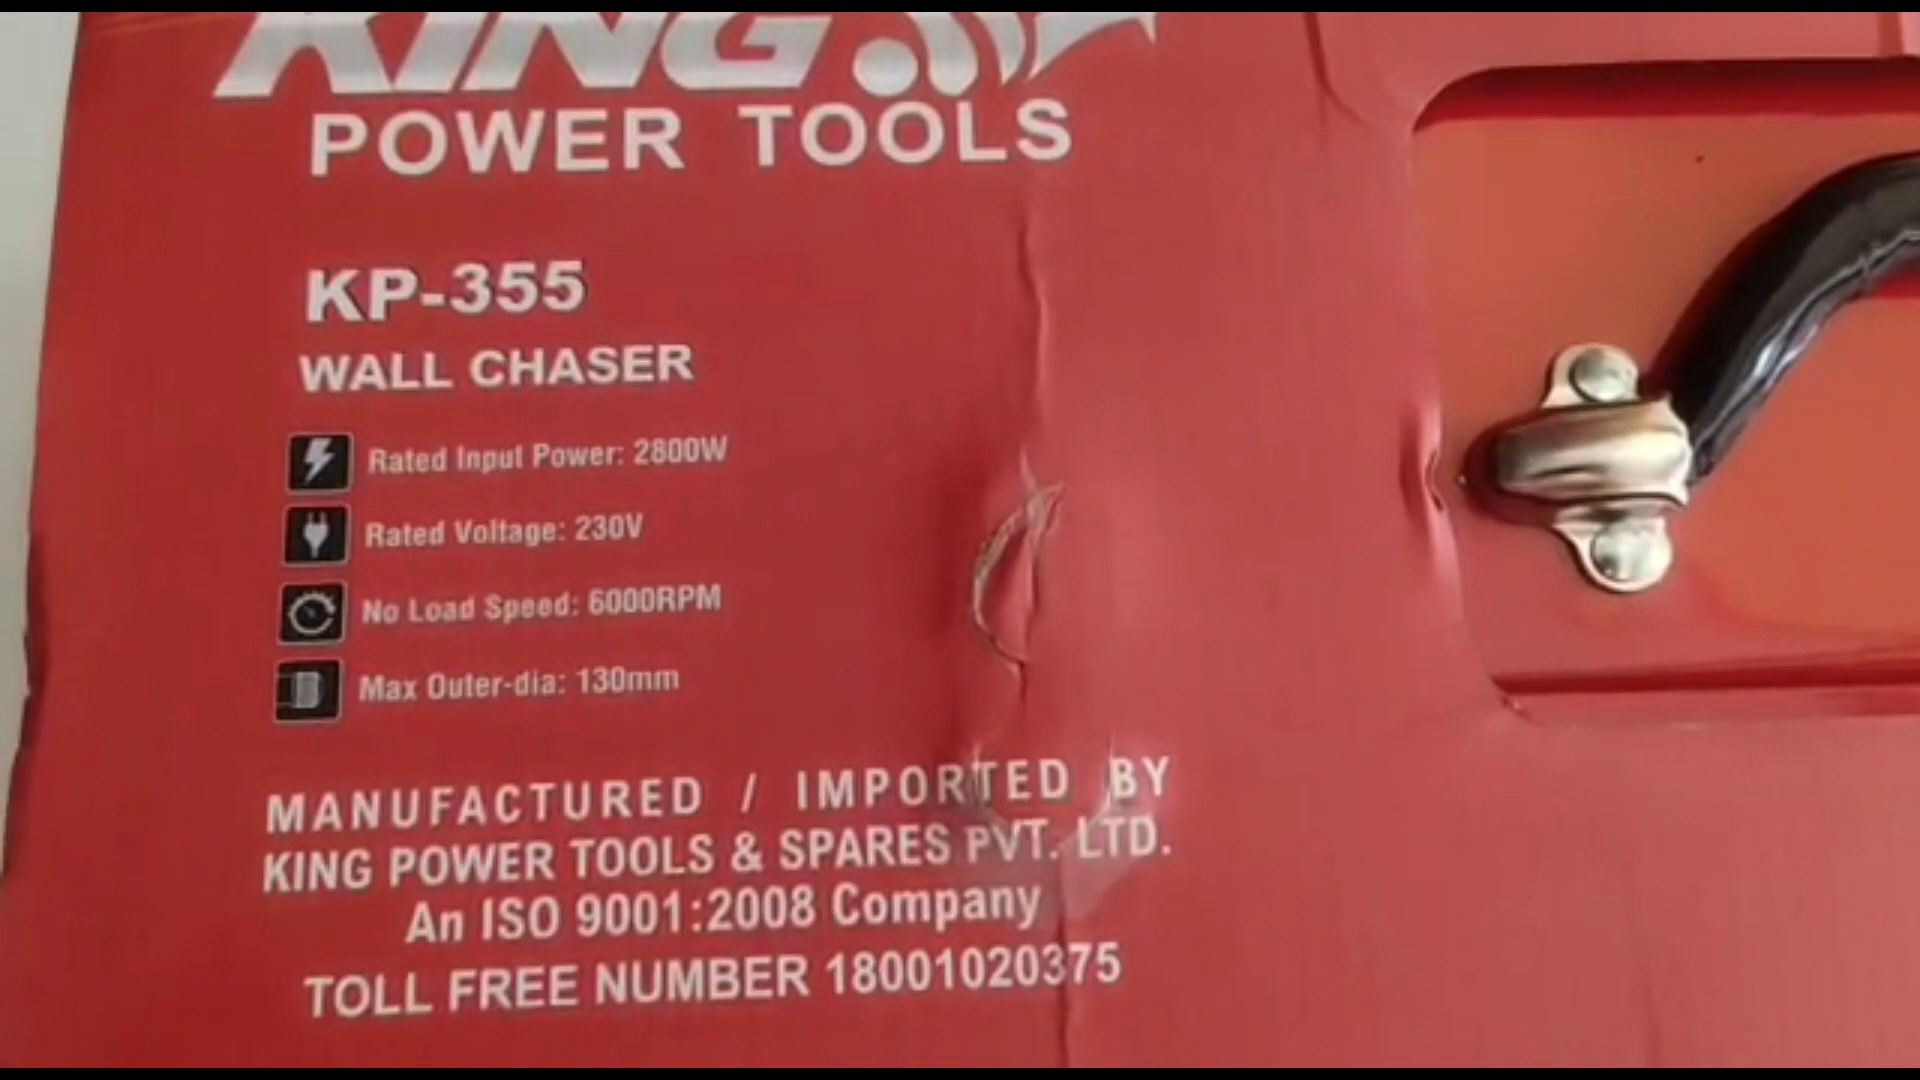 KING
POWER TOOLS
KP-355
WALL CHASER
Rated Input Power: 2800W
Rated Voltage: 230V
No Load Speed: 6000RPM
Max Outer-dia: 130mm
MANUFACTURED / IMPORTED BY
KING POWER TOOLS & SPARES PVT. LTD.
An ISO 9001:2008 Company
TOLL FREE NUMBER 18001020375